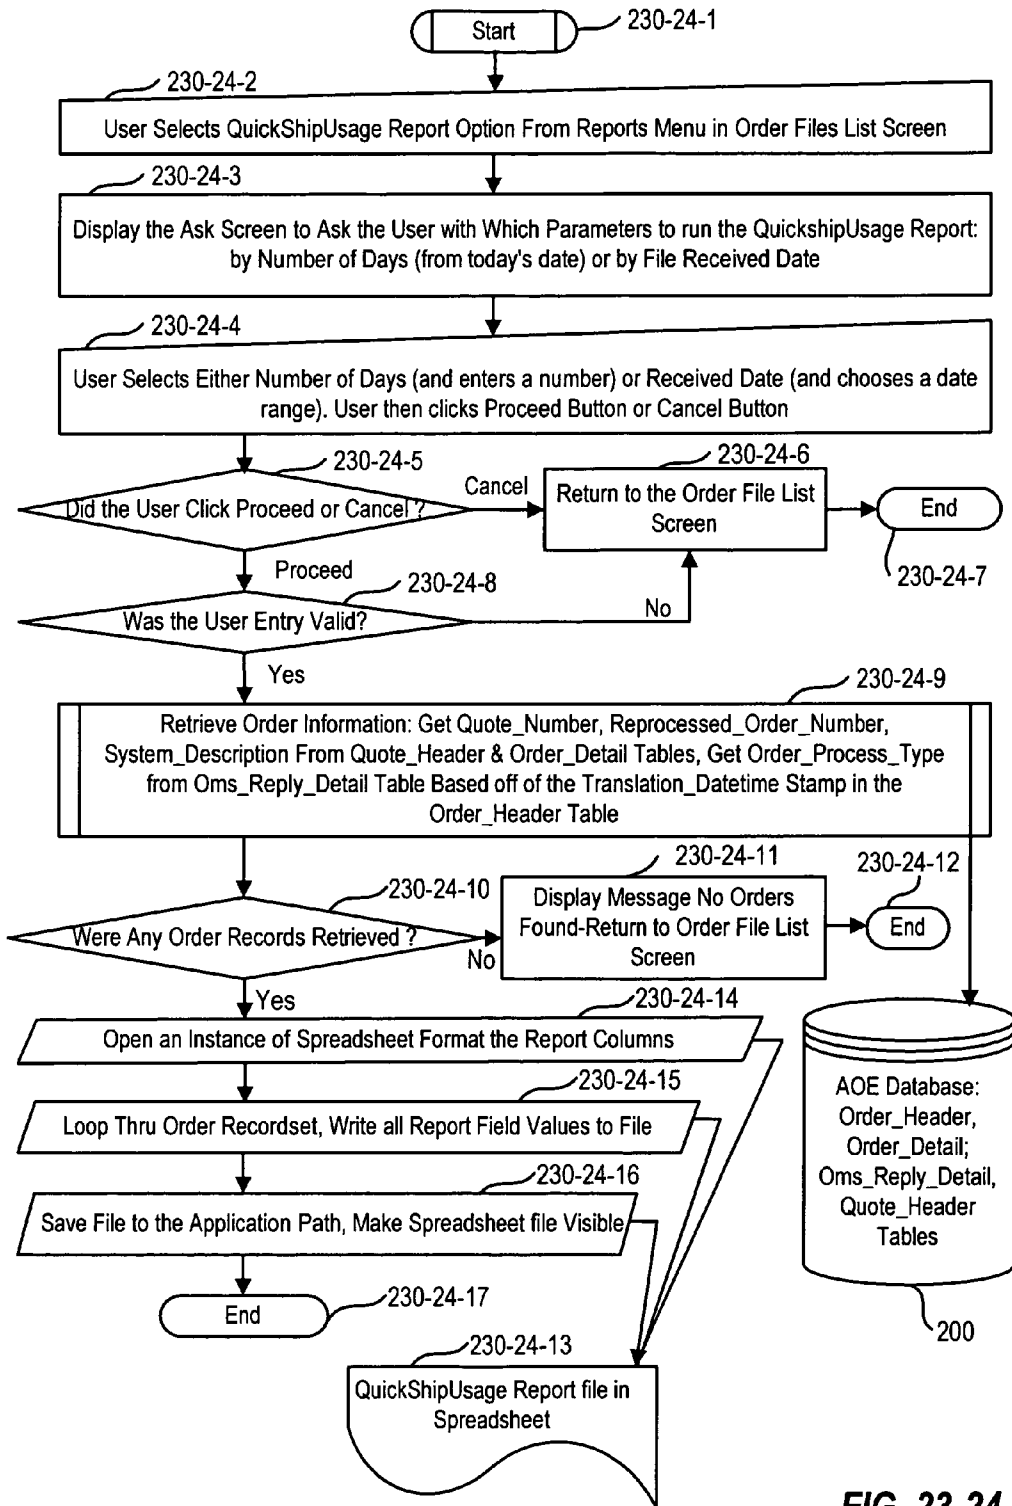 Start
230-24-1
230-24-2
User Selects QuickShipUsage Report Option From Reports Menu in Order Files List Screen
230-24-3
Display the Ask Screen to Ask the User with Which Parameters to run the QuickshipUsage Report:
by Number of Days (from today's date) or by File Received Date
230-24-4
User Selects Either Number of Days (and enters a number) or Received Date (and chooses a date
range). User then clicks Proceed Button or Cancel Button
230-24-5
Did the User Click Proceed or Cancel ?
Cancel
230-24-6
Return to the Order File List
Screen
End
230-24-7
Proceed
230-24-8
Was the User Entry Valid?
No
Yes
230-24-9
Retrieve Order Information: Get Quote_Number, Reprocessed_Order_Number,
System_Description From Quote_Header & Order_Detail Tables, Get Order_Process_Type
from Oms_Reply_Detail Table Based off of the Translation_Datetime Stamp in the
Order_Header Table
230-24-10
Were Any Order Records Retrieved ?
No
230-24-11
Display Message No Orders
Found-Return to Order File List
Screen
230-24-12
End
Yes
230-24-14
Open an Instance of Spreadsheet Format the Report Columns
230-24-15
Loop Thru Order Recordset, Write all Report Field Values to File
230-24-16
Save File to the Application Path, Make Spreadsheet file Visible
End
230-24-17
AOE Database:
Order_Header,
Order_Detail;
Oms_Reply_Detail,
Quote_Header
Tables
200
230-24-13
QuickShipUsage Report file in
Spreadsheet
FIG. 23-24